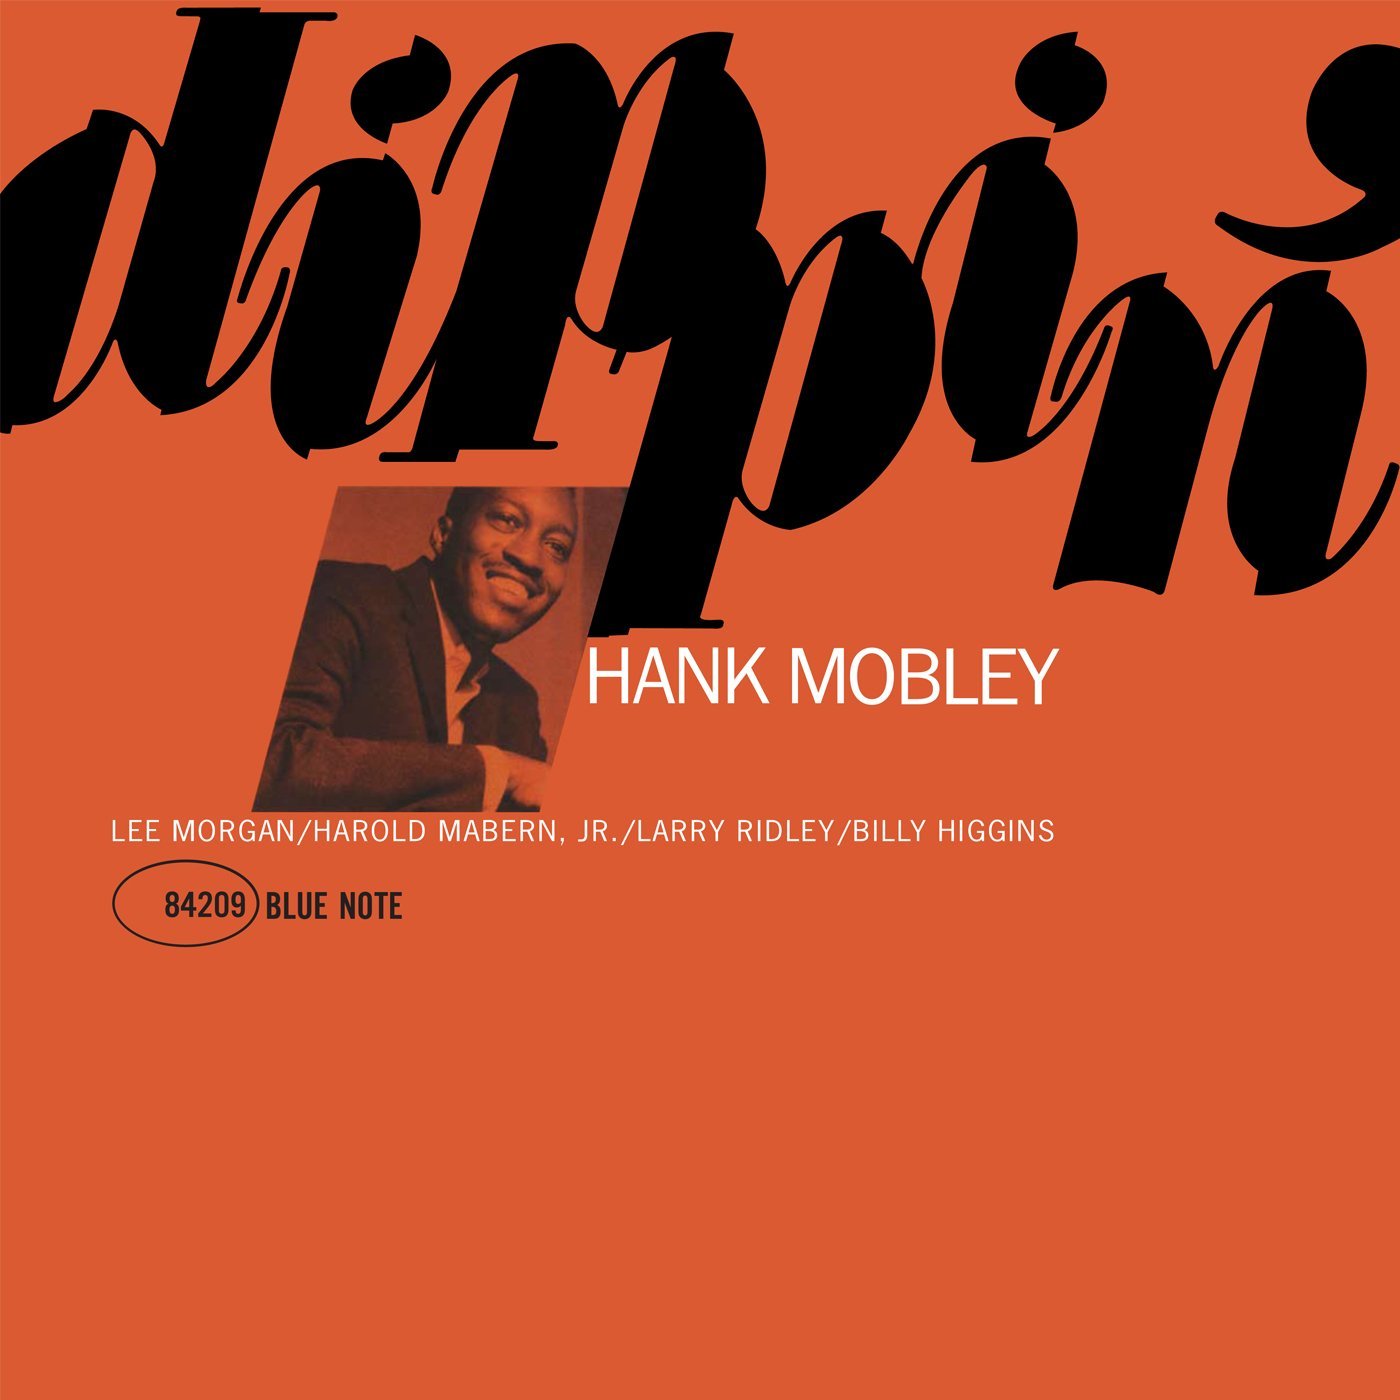 dippin'
HANK MOBLEY
LEE MORGAN/HAROLD MABERN, JR./LARRY RIDLEY/BILLY HIGGINS
84209 BLUE NOTE